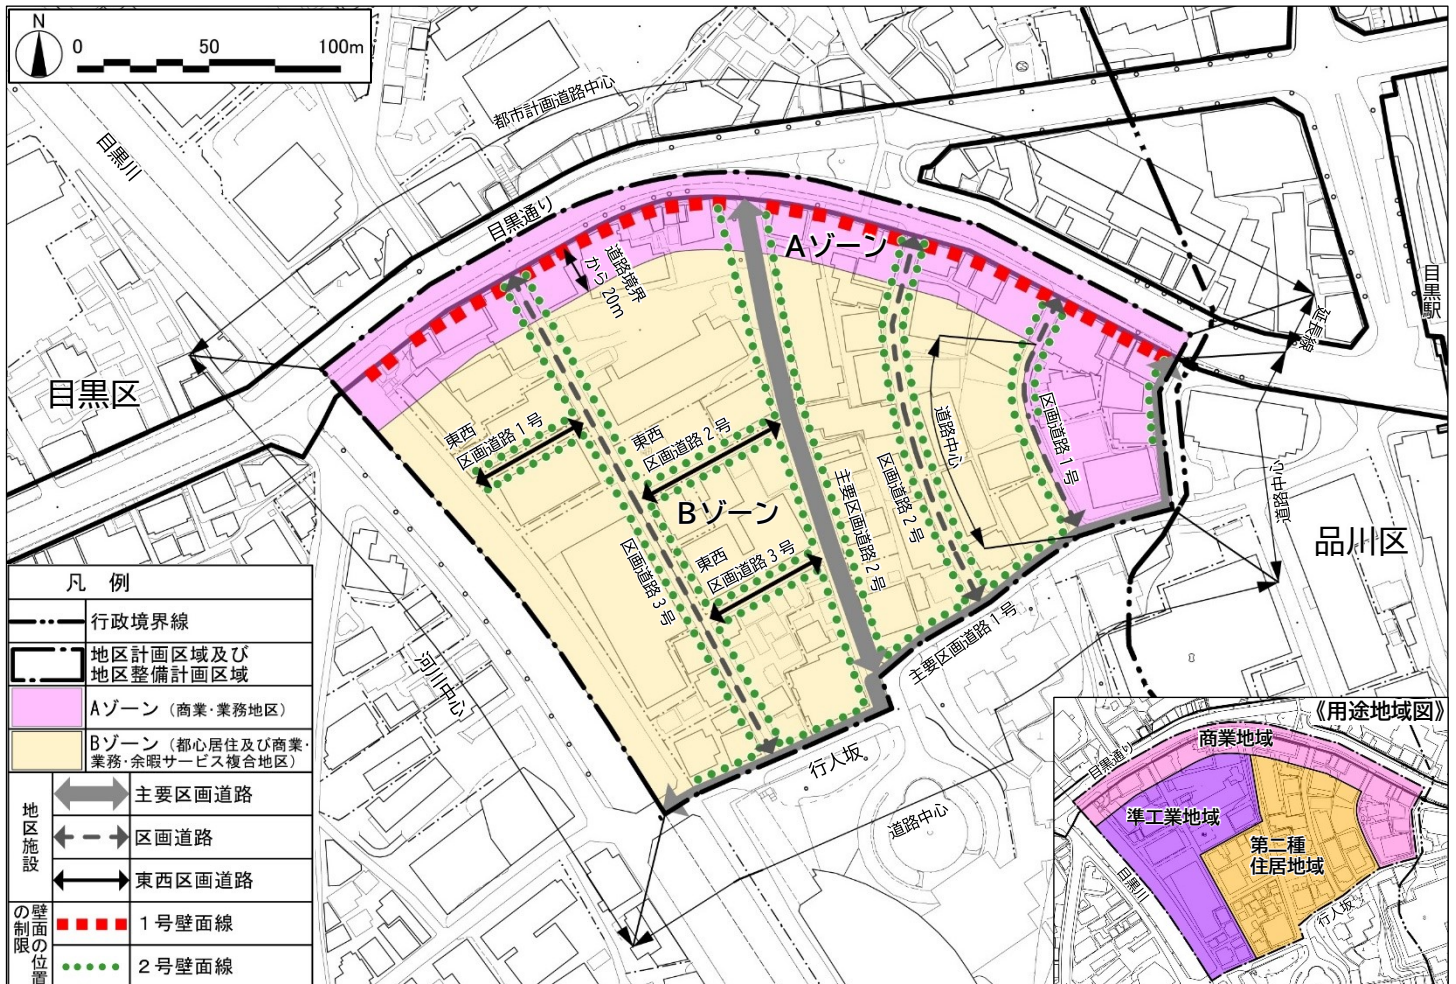 N
0 50 100m
目黒川
都市計画道路中心
目黒通り
Aゾーン
道路境界
から20m
目黒駅
延長線
目黒区
東西
区画道路1号
東西
区画道路2号
道路中心
区画道路1号
Bゾーン
主要区画道路2号
区画道路2号
道路中心
品川区
東西
区画道路3号
区画道路3号
主要区画道路1号
河川中心
行人坂
道路中心
凡 例
行政境界線
地区計画区域及び
地区整備計画区域
Aゾーン(商業・業務地区)
Bゾーン(都心居住及び商業・
業務・余暇サービス複合地区)
地区施設
主要区画道路
区画道路
東西区画道路
壁面の位置
の制限
1号壁面線
2号壁面線
《用途地域図》
目黒通り
商業地域
準工業地域
第二種
住居地域
目黒川
行人坂